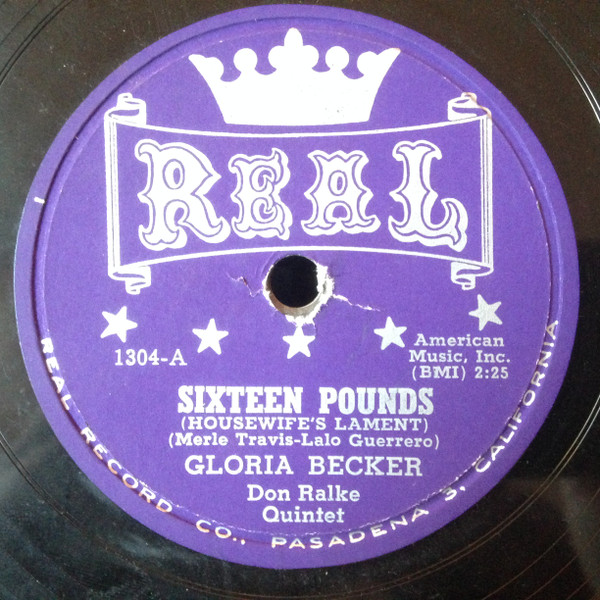 REAL
1304-A
American
Music, Inc.
(BMI) 2:25
SIXTEEN POUNDS
(HOUSEWIFE'S LAMENT)
(Merle Travis-Lalo Guerrero)
GLORIA BECKER
Don Ralke
Quintet
REAL RECORD CO., PASADENA 3, CALIFORNIA